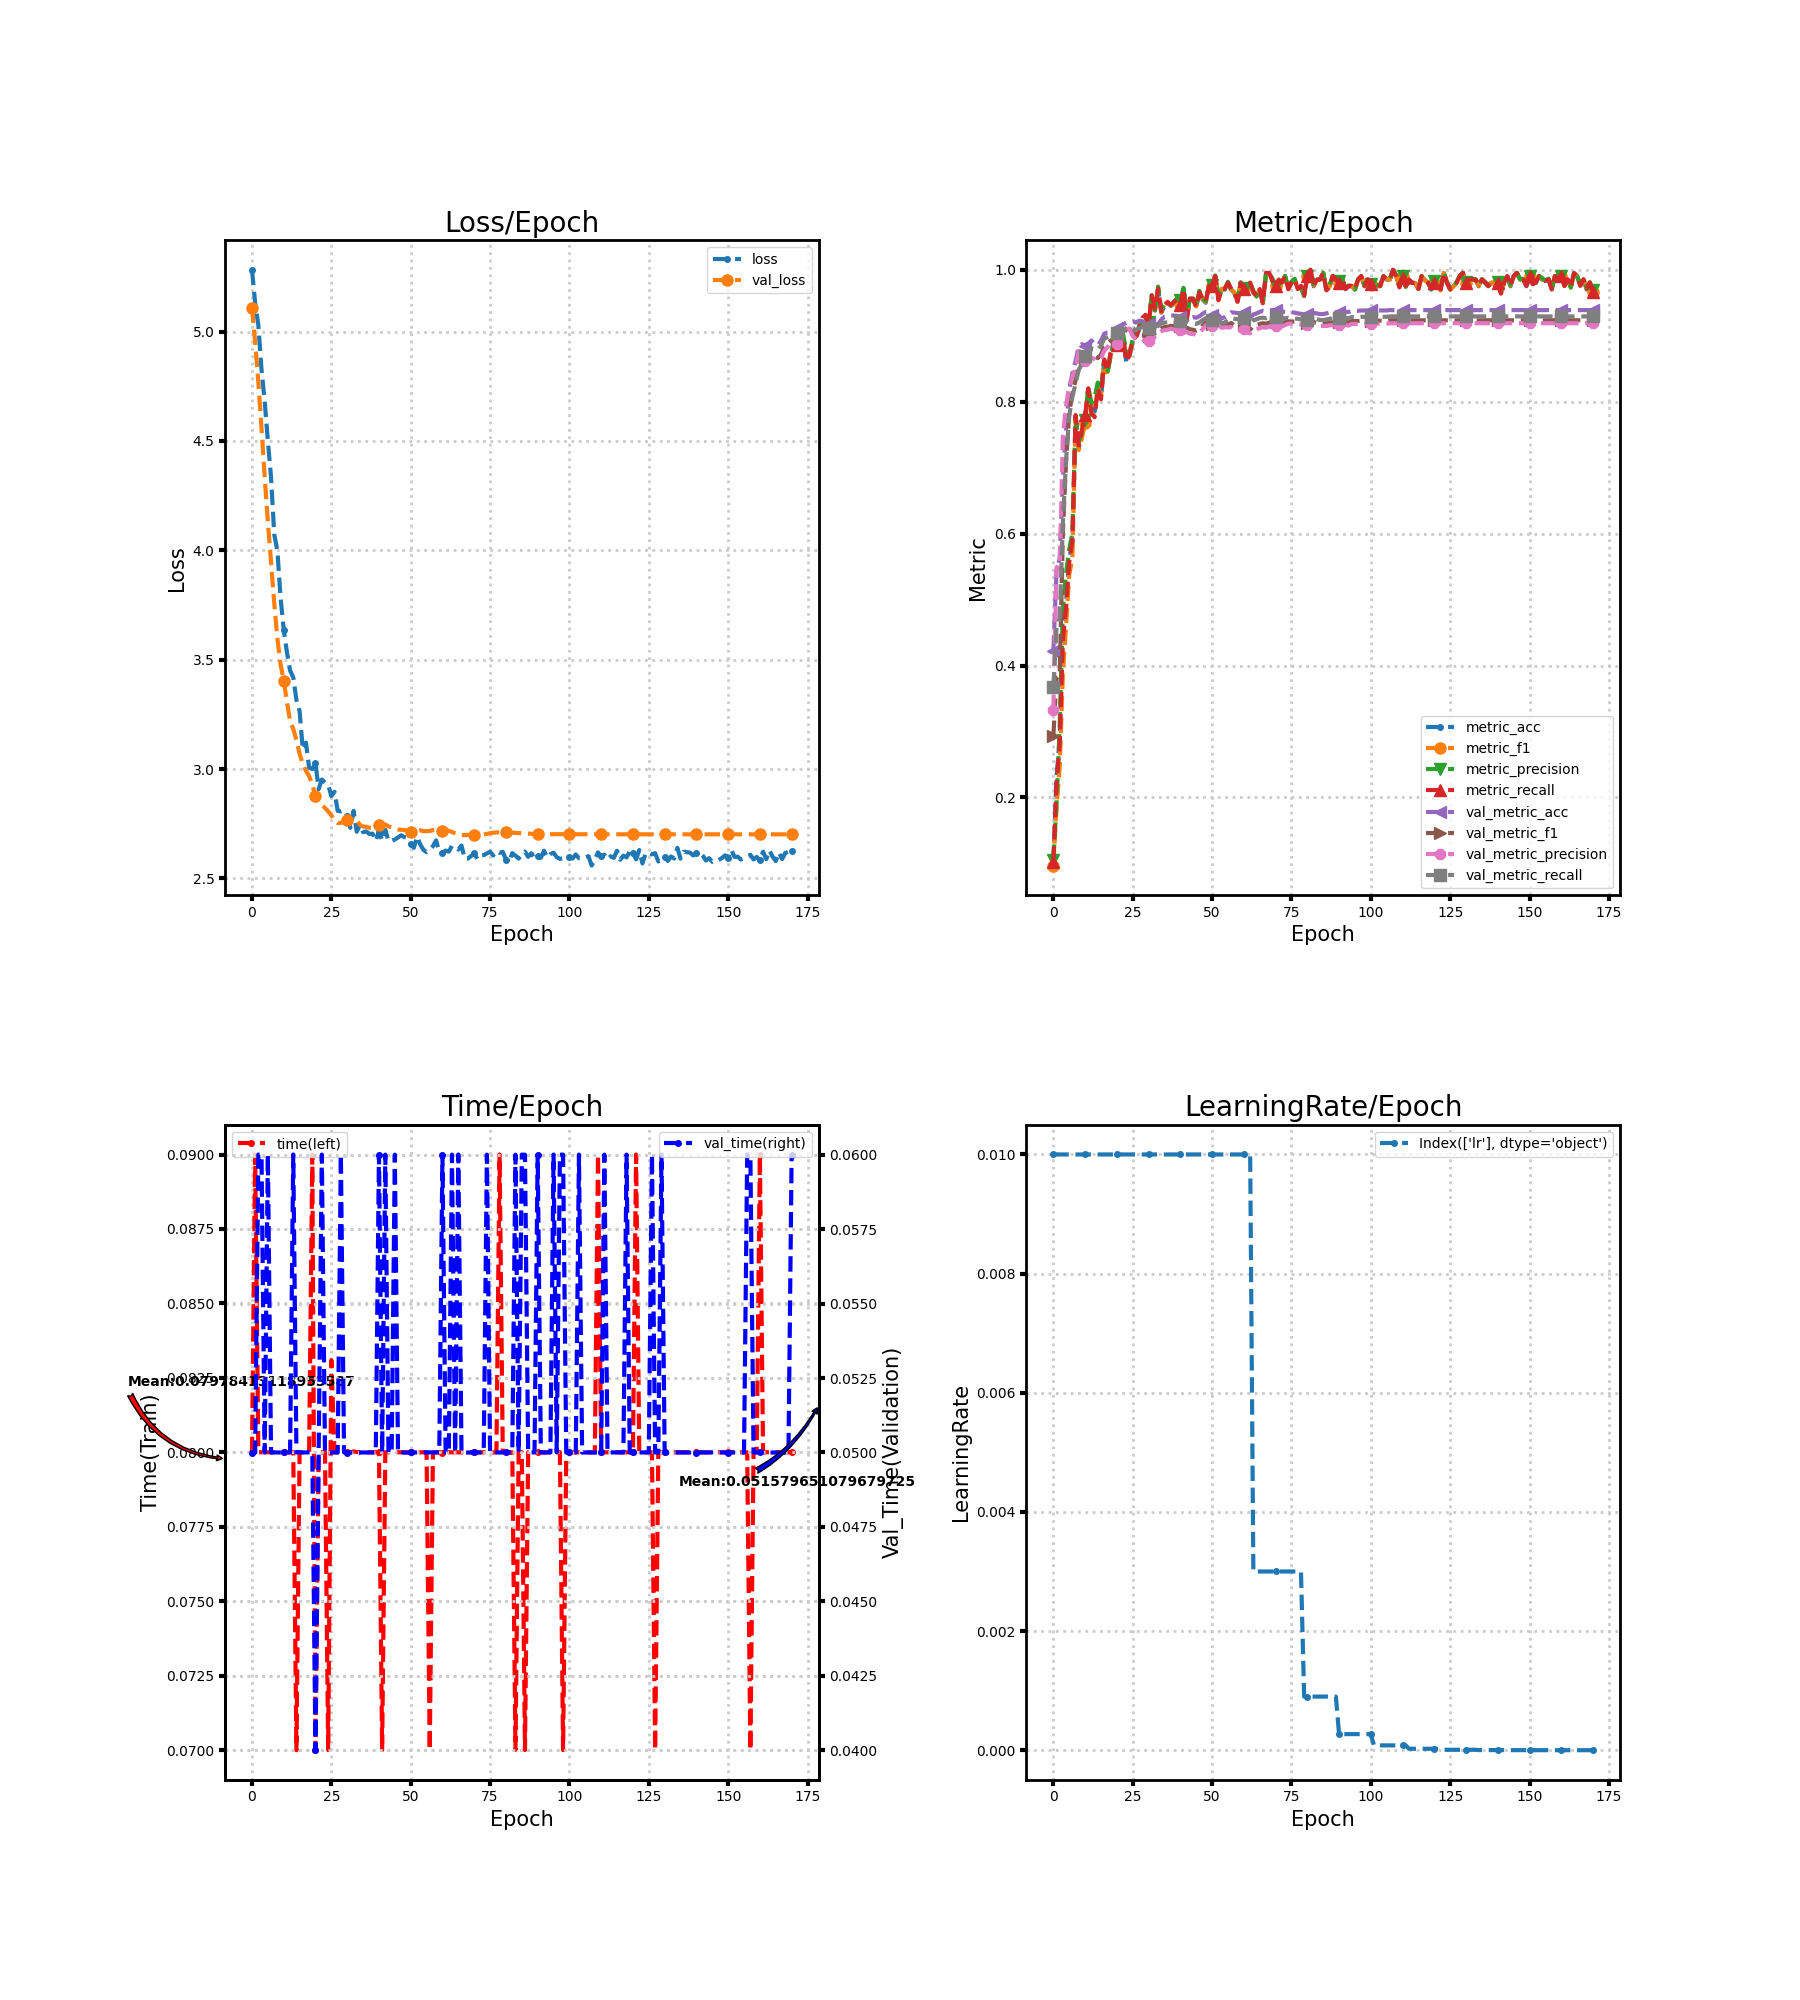 Loss/Epoch
loss
val_loss
5.0
4.5
4.0
3.5
3.0
2.5
Loss
0 25 50 75 100 125 150 175
Epoch
Metric/Epoch
1.0
0.8
0.6
0.4
0.2
Metric
metric_acc
metric_f1
metric_precision
metric_recall
val_metric_acc
val_metric_f1
val_metric_precision
val_metric_recall
0 25 50 75 100 125 150 175
Epoch
Time/Epoch
time(left)
val_time(right)
0.0900
0.0875
0.0850
0.0825
0.0800
0.0775
0.0750
0.0725
0.0700
Time(Train)
0.0600
0.0575
0.0550
0.0525
0.0500
0.0475
0.0450
0.0425
0.0400
Val_Time(Validation)
Mean:0.051579651079679725
0 25 50 75 100 125 150 175
Epoch
LearningRate/Epoch
Index(['lr'], dtype='object')
0.010
0.008
0.006
0.004
0.002
0.000
LearningRate
0 25 50 75 100 125 150 175
Epoch